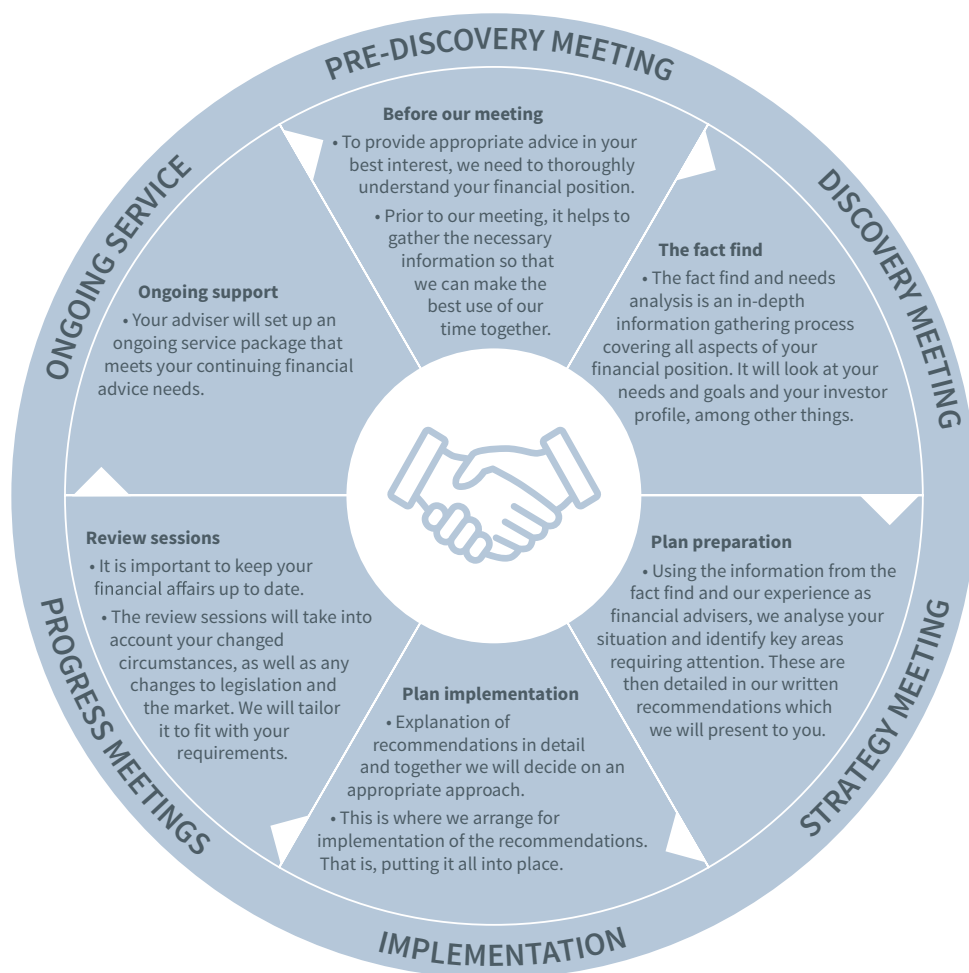 PRE-DISCOVERY MEETING
Before our meeting
• To provide appropriate advice in your
best interest, we need to thoroughly
understand your financial position.
• Prior to our meeting, it helps to
gather the necessary
information so that
we can make the
best use of our
time together.
DISCOVERY MEETING
The fact find
• The fact find and needs
analysis is an in-depth
information gathering process
covering all aspects of your
financial position. It will look at your
needs and goals and your investor
profile, among other things.
STRATEGY MEETING
Plan preparation
• Using the information from the
fact find and our experience as
financial advisers, we analyse your
situation and identify key areas
requiring attention. These are
then detailed in our written
recommendations which
we will present to you.
IMPLEMENTATION
Plan implementation
• Explanation of
recommendations in detail
and together we will decide on an
appropriate approach.
• This is where we arrange for
implementation of the recommendations.
That is, putting it all into place.
PROGRESS MEETINGS
Review sessions
• It is important to keep your
financial affairs up to date.
• The review sessions will take into
account your changed
circumstances, as well as any
changes to legislation and
the market. We will tailor
it to fit with your
requirements.
ONGOING SERVICE
Ongoing support
• Your adviser will set up an
ongoing service package that
meets your continuing financial
advice needs.